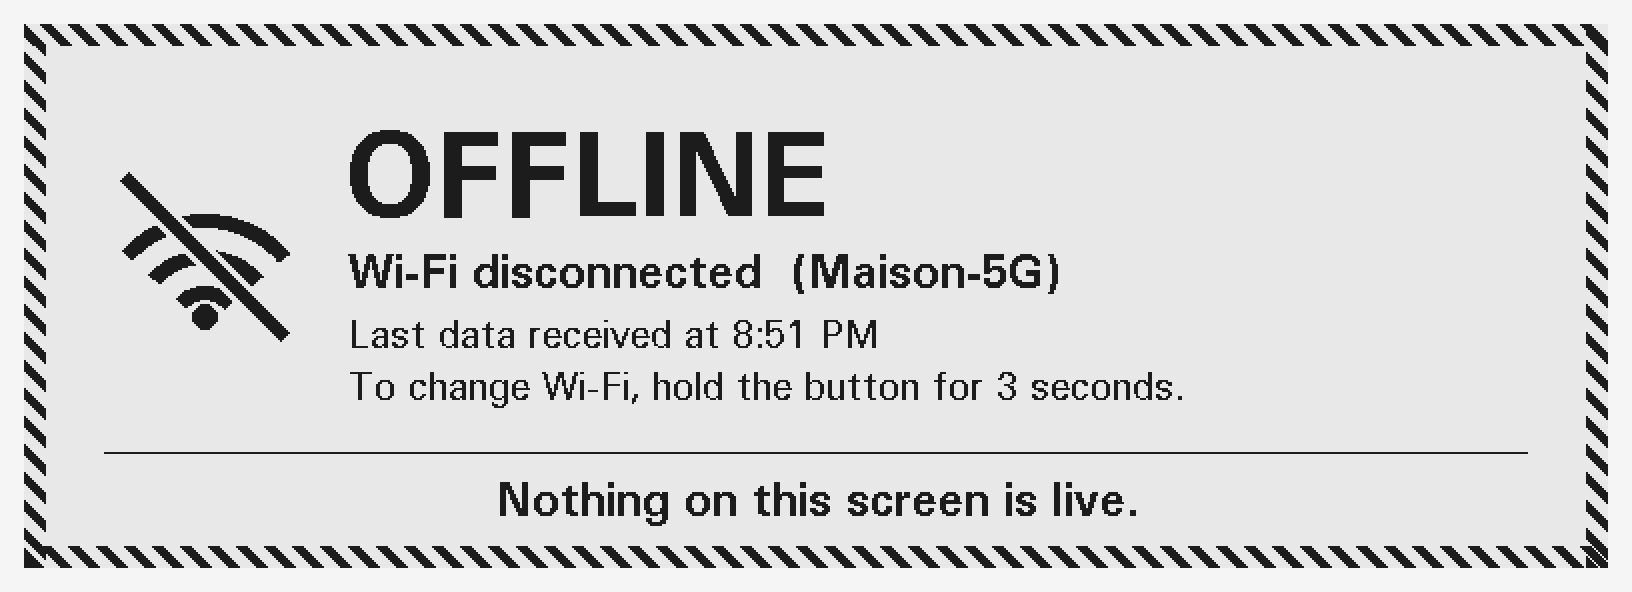 OFFLINE
Wi-Fi disconnected (Maison-5G)
Last data received at 8:51 PM
To change Wi-Fi, hold the button for 3 seconds.
Nothing on this screen is live.